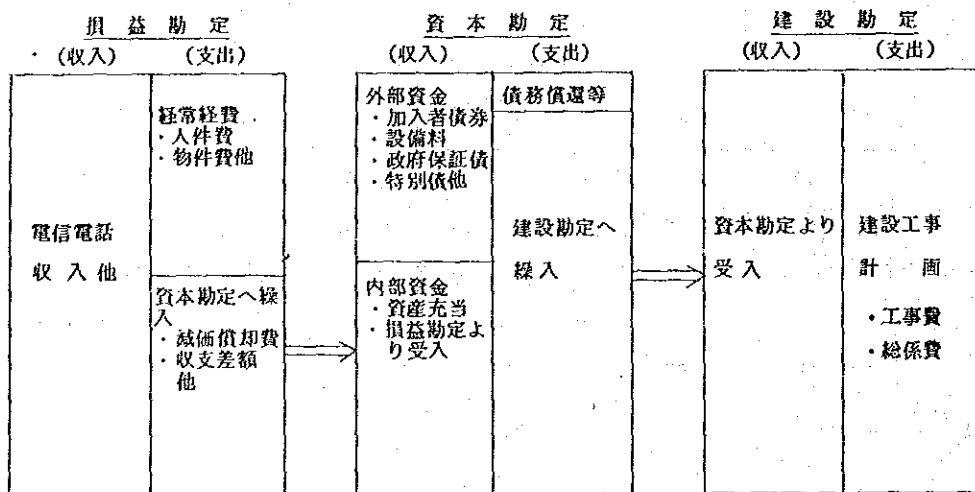 損益勘定
・(収入) (支出)
経常経費
・人件費
・物件費他
電信電話
収入他
資本勘定へ繰
入
・減価償却費
・収支差額
他
資本勘定
(収入) (支出)
外部資金
・加入者債券
・設備料
・政府保証債
・特別債他
債務償還等
建設勘定へ
繰入
内部資金
・資産充当
・損益勘定よ
り受入
建設勘定
(収入) (支出)
資本勘定より
受入
建設工事
計画
・工事費
・総係費